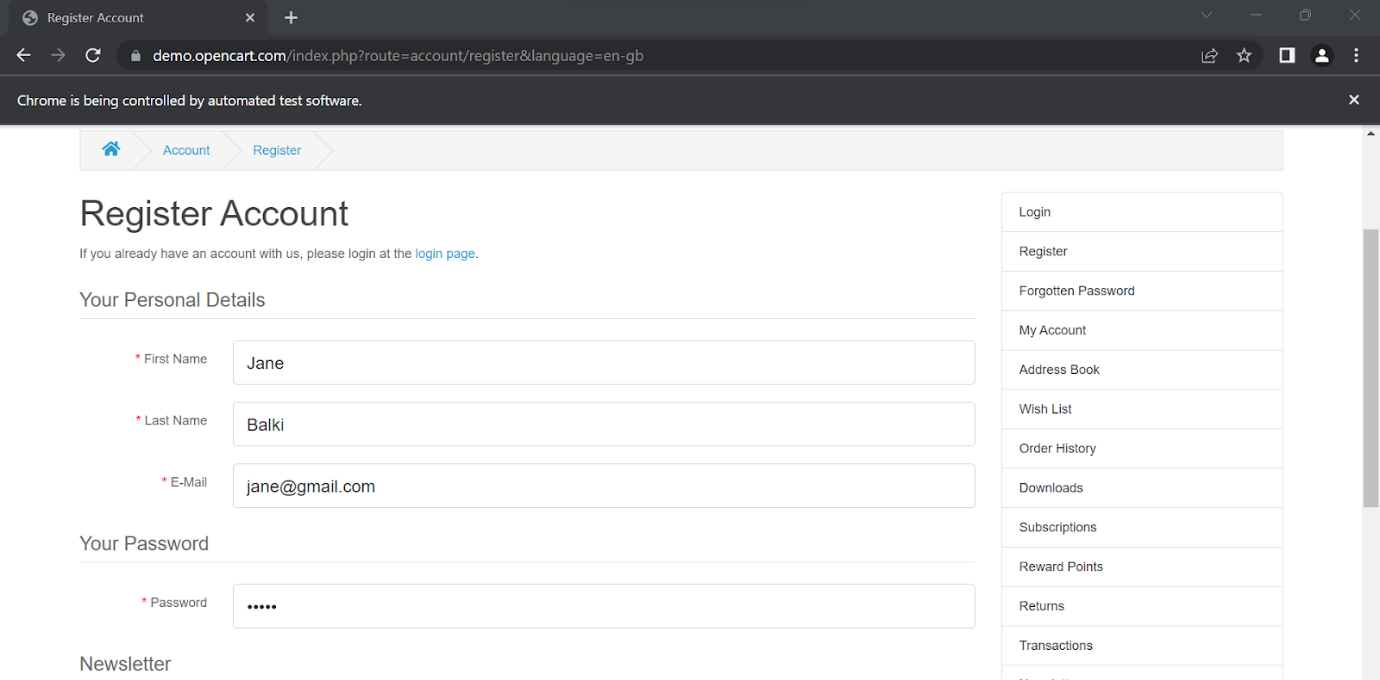 Register Account
demo.opencart.com/index.php?route=account/register&language=en-gb
Chrome is being controlled by automated test software.
Account
Register
Register Account
If you already have an account with us, please login at the login page.
Your Personal Details
* First Name
Jane
* Last Name
Balki
* E-Mail
jane@gmail.com
Your Password
* Password
•••••
Newsletter
Login
Register
Forgotten Password
My Account
Address Book
Wish List
Order History
Downloads
Subscriptions
Reward Points
Returns
Transactions